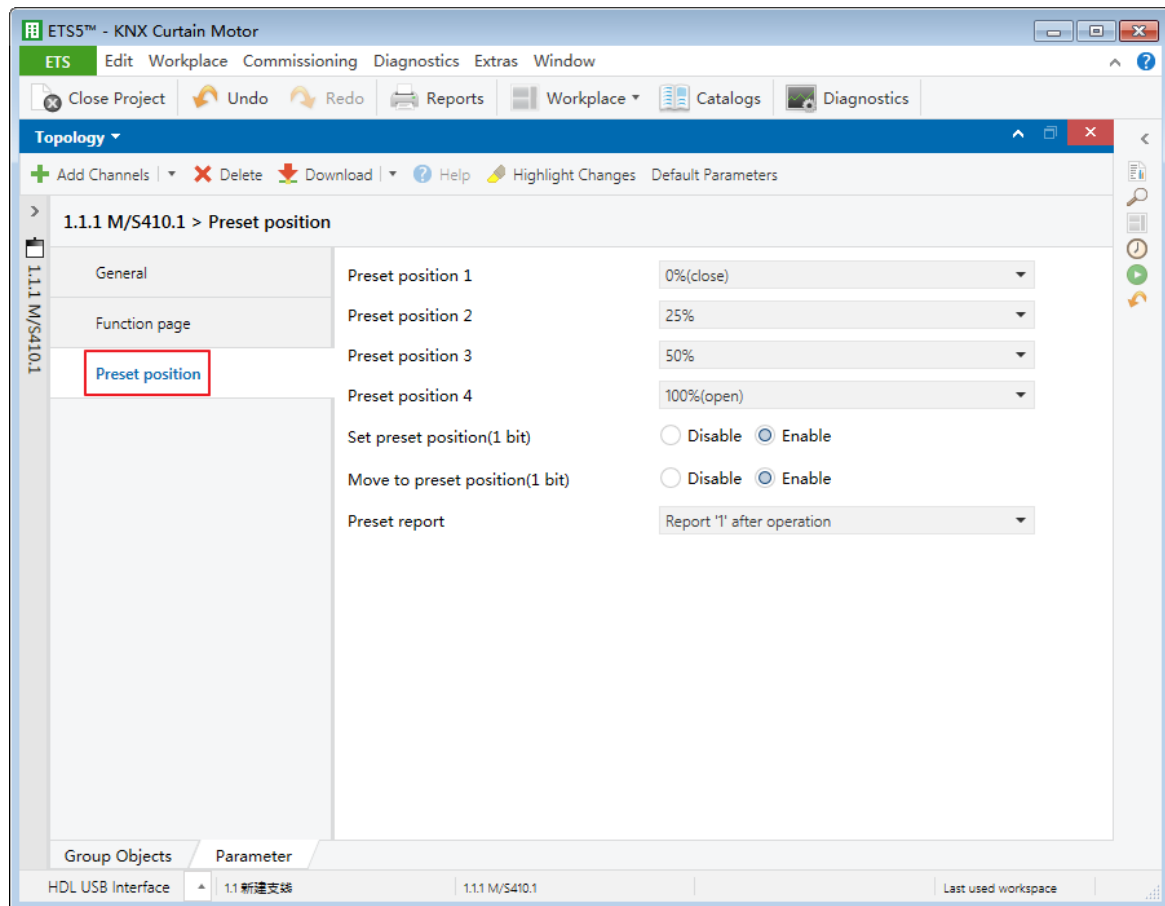 ETS5™ - KNX Curtain Motor
ETS Edit Workplace Commissioning Diagnostics Extras Window
Close Project Undo Redo Reports Workplace Catalogs Diagnostics
Topology
Add Channels Delete Download Help Highlight Changes Default Parameters
1.1.1 M/S410.1 > Preset position
1.1.1 M/S410.1
General
Function page
Preset position
Preset position 1 0%(close)
Preset position 2 25%
Preset position 3 50%
Preset position 4 100%(open)
Set preset position(1 bit) Disable Enable
Move to preset position(1 bit) Disable Enable
Preset report Report '1' after operation
Group Objects Parameter
HDL USB Interface 1.1 新建支线 1.1.1 M/S410.1 Last used workspace